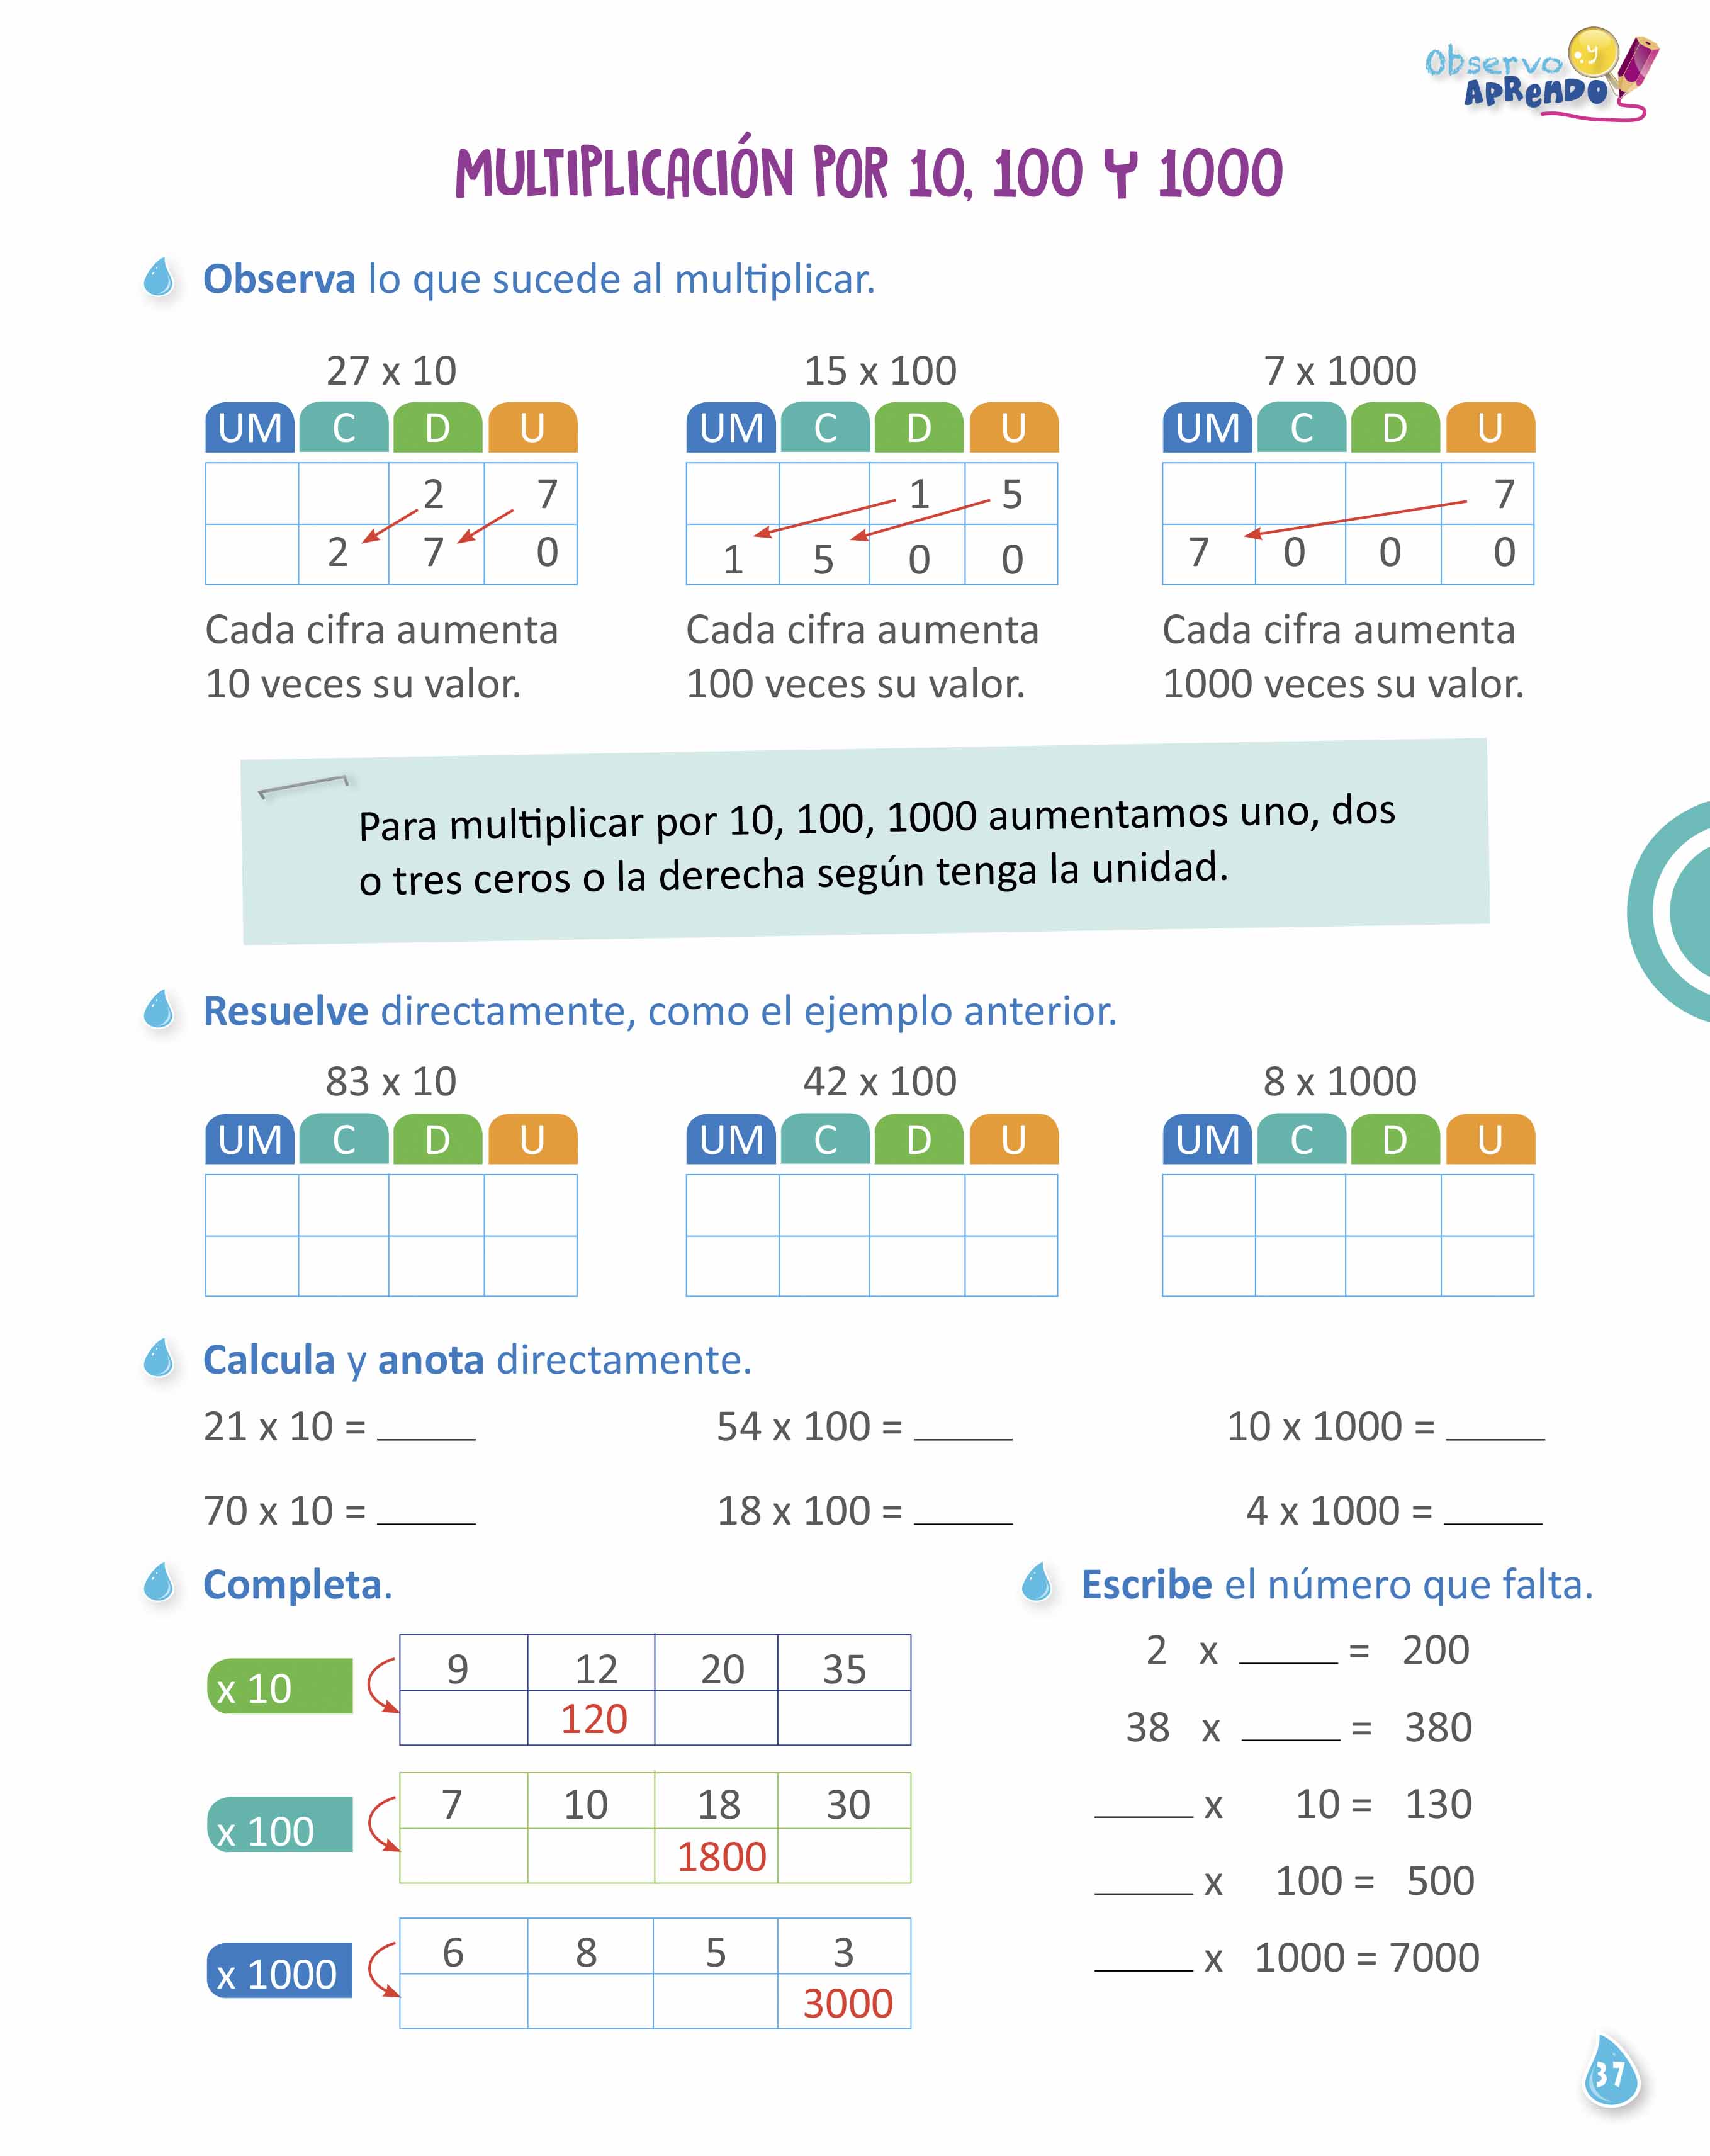 Observo y
APRenDO
MULTIPLICACIÓN POR 10, 100 Y 1000
Observa lo que sucede al multiplicar.
27 x 10
UM C D U
2 7
2 7 0
Cada cifra aumenta
10 veces su valor.
15 x 100
UM C D U
1 5
1 5 0 0
Cada cifra aumenta
100 veces su valor.
7 x 1000
UM C D U
7
7 0 0 0
Cada cifra aumenta
1000 veces su valor.
Para multiplicar por 10, 100, 1000 aumentamos uno, dos
o tres ceros o la derecha según tenga la unidad.
Resuelve directamente, como el ejemplo anterior.
83 x 10
UM C D U
42 x 100
UM C D U
8 x 1000
UM C D U
Calcula y anota directamente.
21 x 10 = _____
54 x 100 = _____
10 x 1000 = _____
70 x 10 = _____
18 x 100 = _____
4 x 1000 = _____
Completa.
x 10
9 12 20 35
120
x 100
7 10 18 30
1800
x 1000
6 8 5 3
3000
Escribe el número que falta.
2 x _____ = 200
38 x _____ = 380
_____ x 10 = 130
_____ x 100 = 500
_____ x 1000 = 7000
37